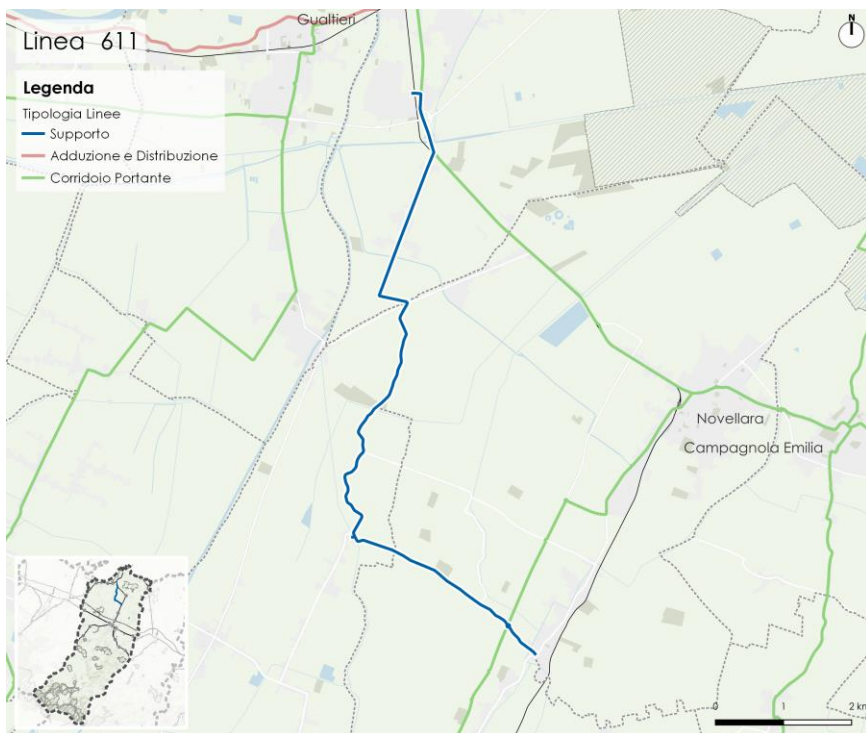 Gualtieri
Linea 611
N
Legenda
Tipologia Linee
Supporto
Adduzione e Distribuzione
Corridoio Portante
Novellara
Campagnola Emilia
0 1 2 km